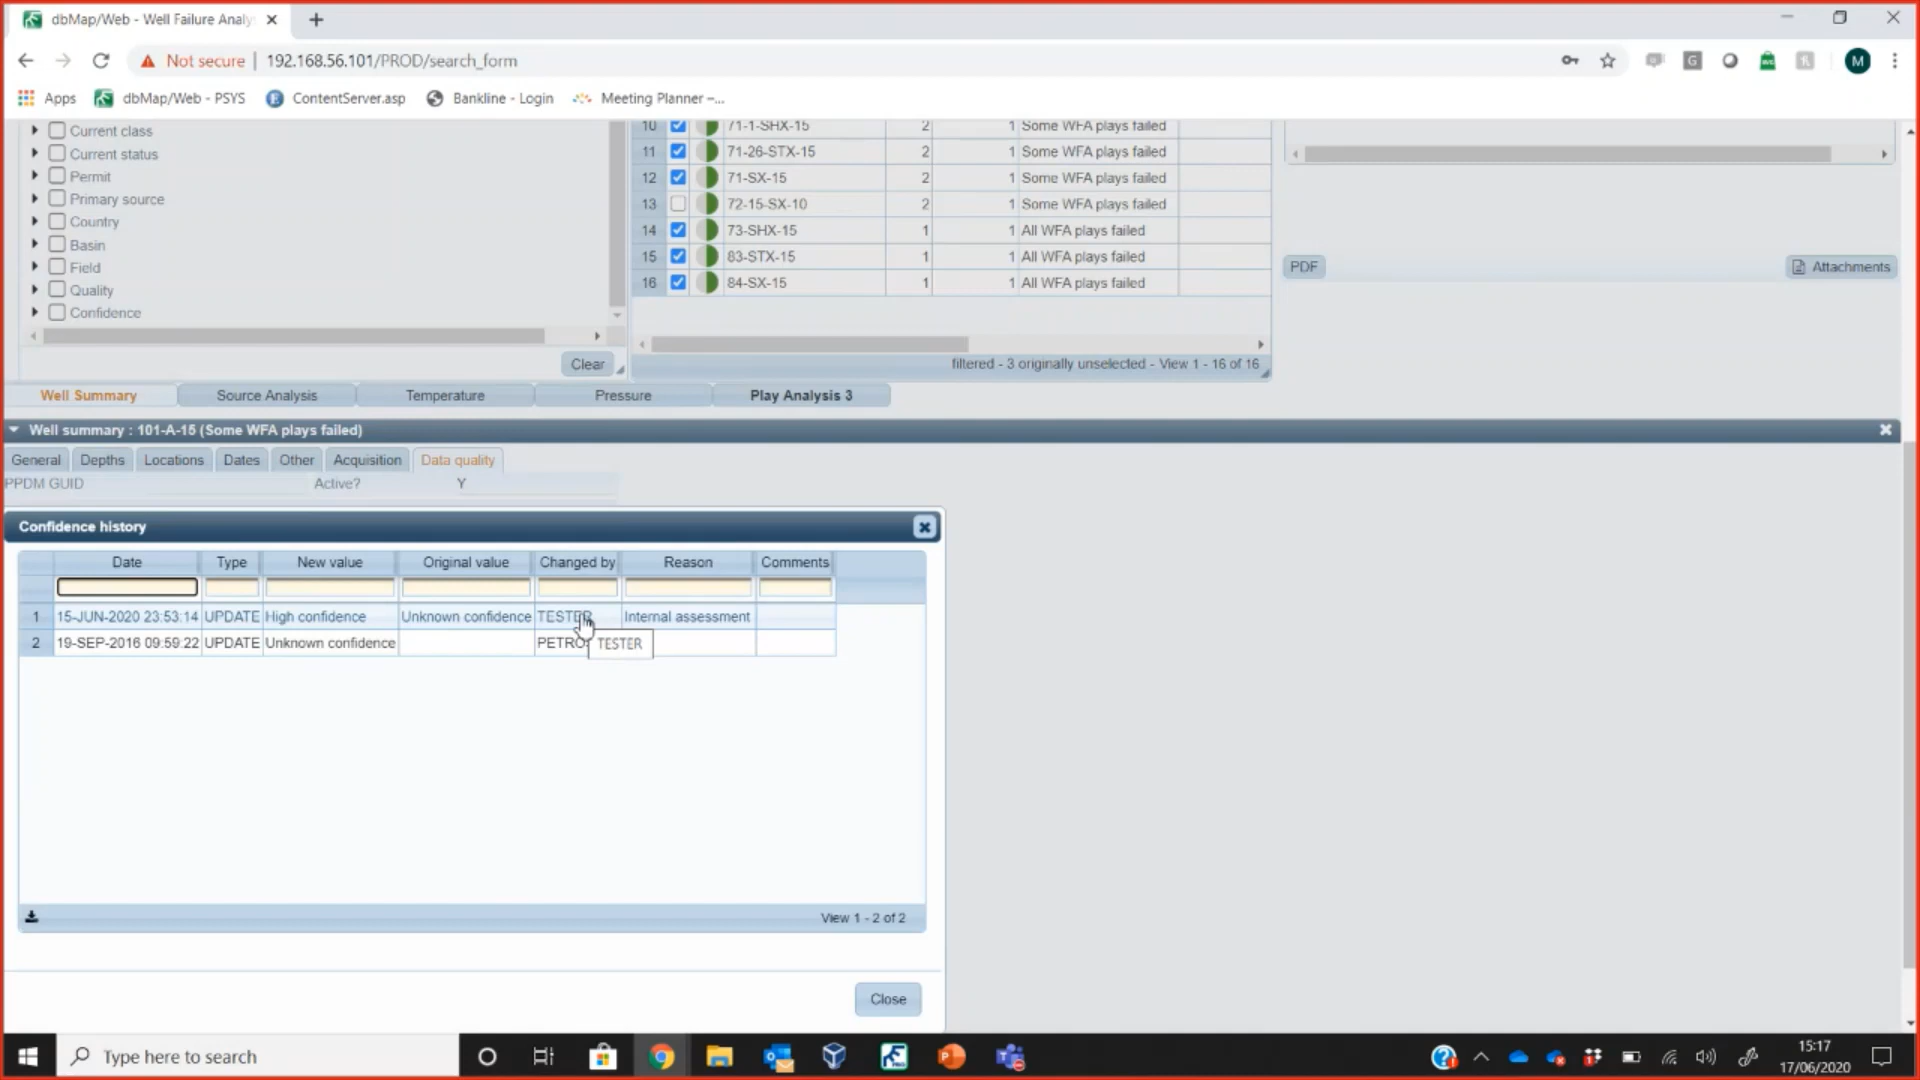 dbMap/Web - Well Failure Analy
Not secure | 192.168.56.101/PROD/search_form
M
Apps dbMap/Web - PSYS ContentServer.asp Bankline - Login Meeting Planner –...
Current class
Current status
Permit
Primary source
Country
Basin
Field
Quality
Confidence
Clear
10 71-1-SHX-15 2 1 Some WFA plays failed
11 71-26-STX-15 2 1 Some WFA plays failed
12 71-SX-15 2 1 Some WFA plays failed
13 72-15-SX-10 2 1 Some WFA plays failed
14 73-SHX-15 1 1 All WFA plays failed
15 83-STX-15 1 1 All WFA plays failed
16 84-SX-15 1 1 All WFA plays failed
filtered - 3 originally unselected - View 1 - 16 of 16
PDF Attachments
Well Summary Source Analysis Temperature Pressure Play Analysis 3
Well summary : 101-A-15 (Some WFA plays failed)
General Depths Locations Dates Other Acquisition Data quality
PPDM GUID Active? Y
Confidence history
Date Type New value Original value Changed by Reason Comments
1 15-JUN-2020 23:53:14 UPDATE High confidence Unknown confidence TESTER Internal assessment
2 19-SEP-2016 09:59:22 UPDATE Unknown confidence PETRO
TESTER
View 1 - 2 of 2
Close
Type here to search
15:17
17/06/2020